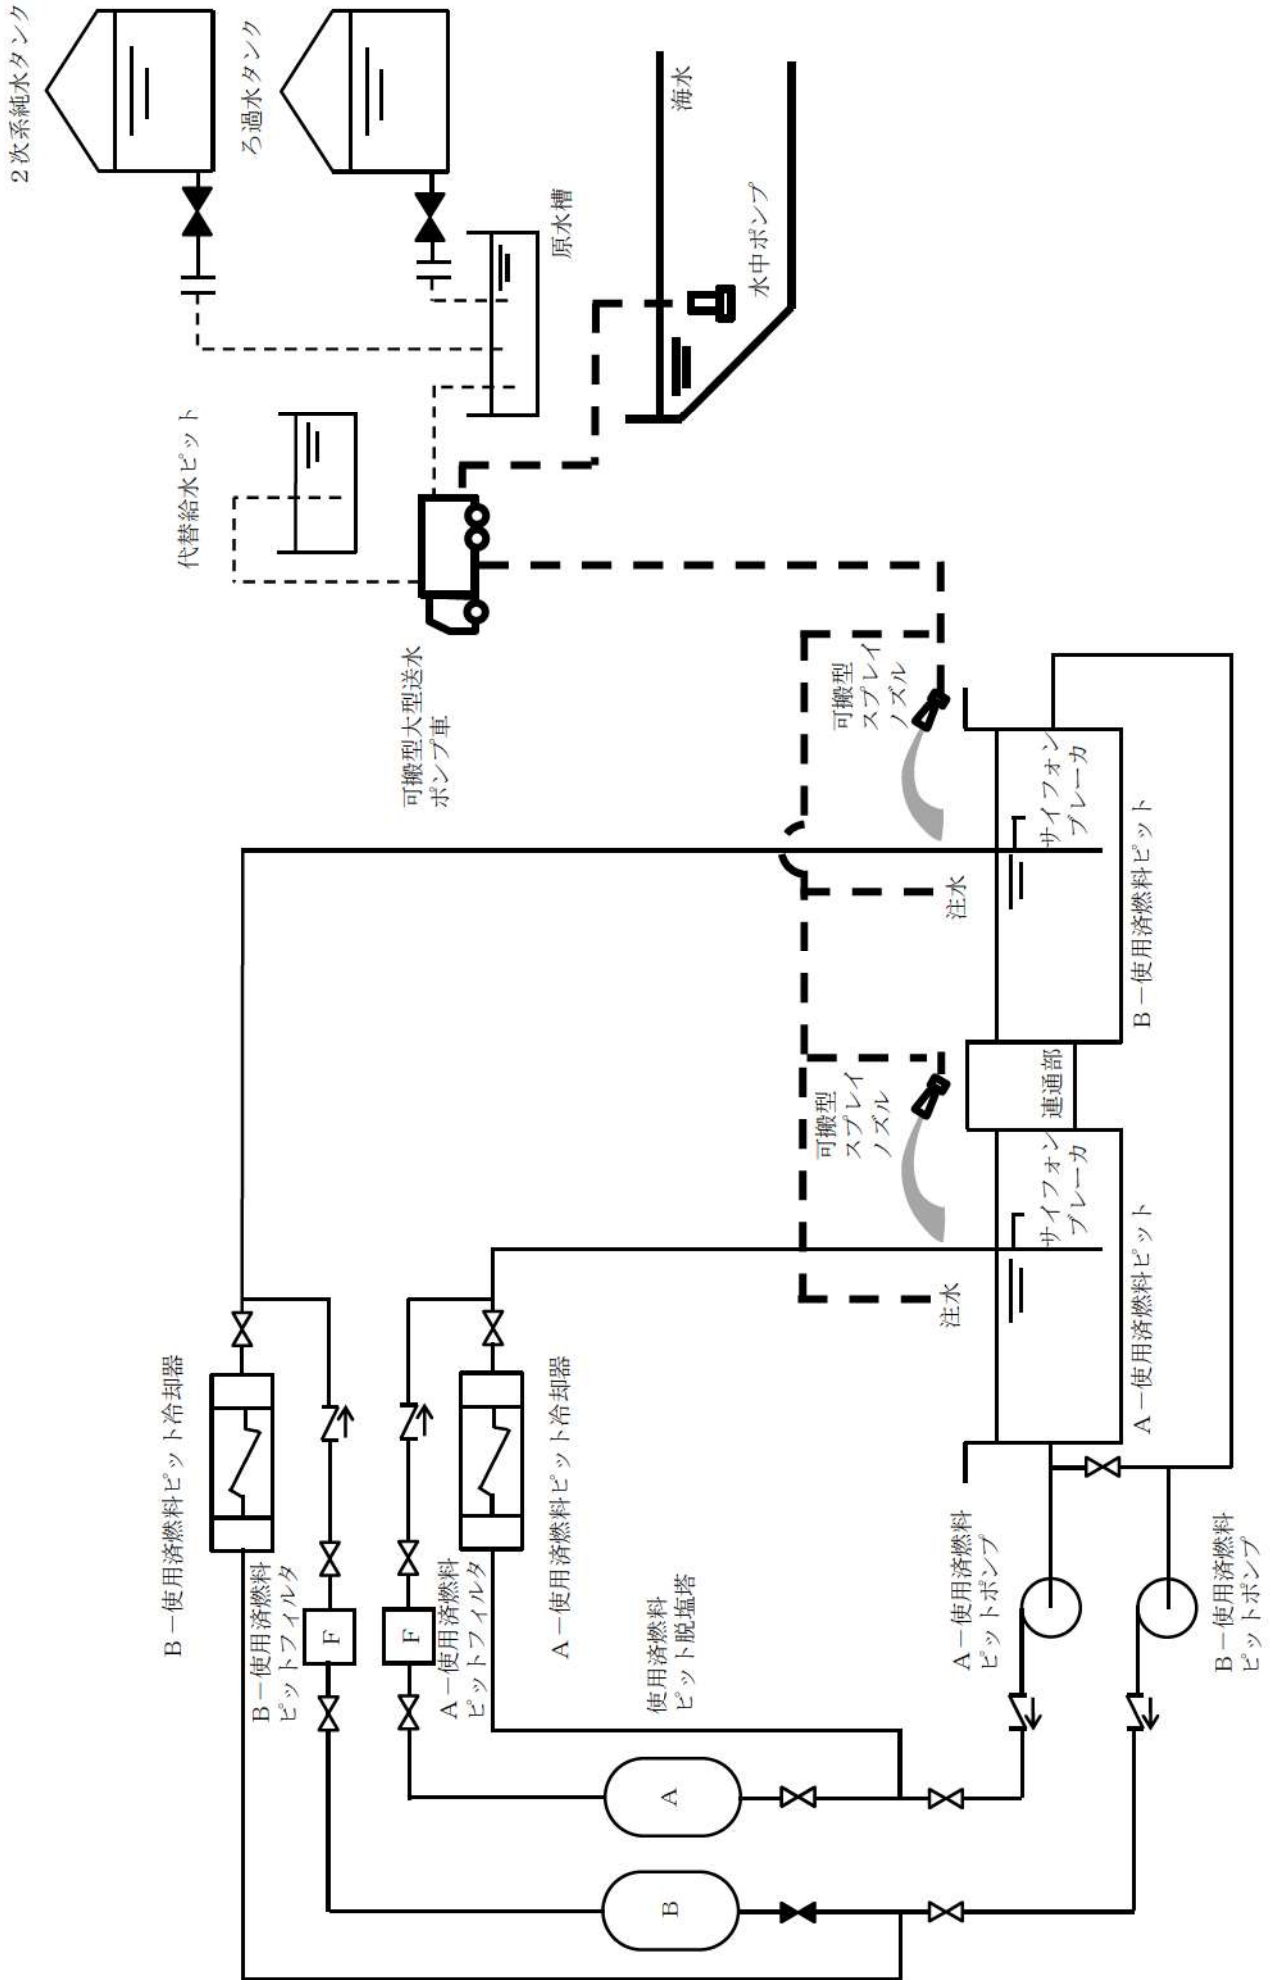 ２次系純水タンク
ろ過水タンク
原水槽
海水
水中ポンプ
代替給水ピット
可搬型大型送水
ポンプ車
可搬型
スプレイ
ノズル
サイフォン
ブレーカ
注水
B－使用済燃料ピット
可搬型
スプレイ
ノズル
連通部
サイフォン
ブレーカ
注水
A－使用済燃料ピット
B－使用済燃料ピット冷却器
B－使用済燃料
ピットフィルタ
F
F
A－使用済燃料
ピットフィルタ
A－使用済燃料ピット冷却器
使用済燃料
ピット脱塩塔
A
B
A－使用済燃料
ピットポンプ
B－使用済燃料
ピットポンプ